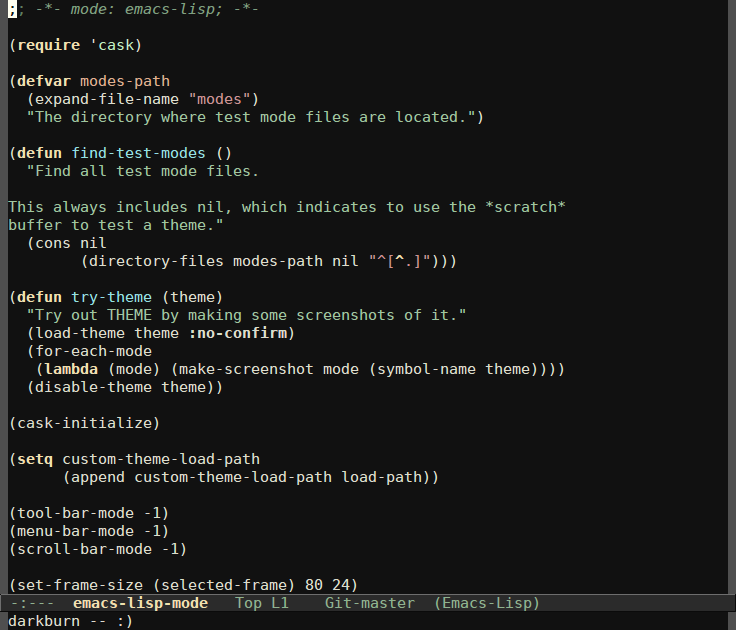 ;; -*- mode: emacs-lisp; -*-

(require 'cask)

(defvar modes-path
  (expand-file-name "modes")
  "The directory where test mode files are located.")

(defun find-test-modes ()
  "Find all test mode files.

This always includes nil, which indicates to use the *scratch*
buffer to test a theme."
  (cons nil
        (directory-files modes-path nil "^[^.]")))

(defun try-theme (theme)
  "Try out THEME by making some screenshots of it."
  (load-theme theme :no-confirm)
  (for-each-mode
   (lambda (mode) (make-screenshot mode (symbol-name theme))))
  (disable-theme theme))

(cask-initialize)

(setq custom-theme-load-path
      (append custom-theme-load-path load-path))

(tool-bar-mode -1)
(menu-bar-mode -1)
(scroll-bar-mode -1)

(set-frame-size (selected-frame) 80 24)
-:---  emacs-lisp-mode   Top L1    Git-master  (Emacs-Lisp)
darkburn -- :)